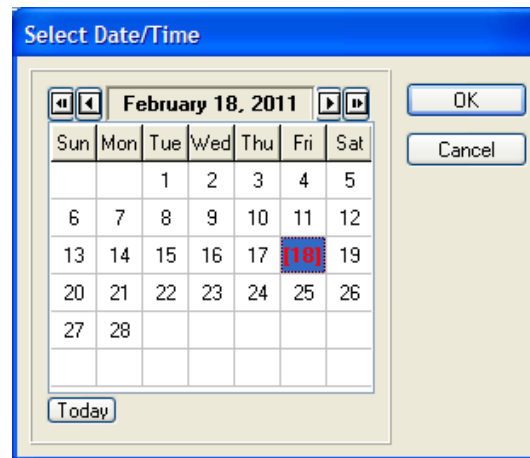 Select Date/Time
February 18, 2011
OK
Sun Mon Tue Wed Thu Fri Sat
Cancel
1 2 3 4 5
6 7 8 9 10 11 12
13 14 15 16 17 [18] 19
20 21 22 23 24 25 26
27 28
Today